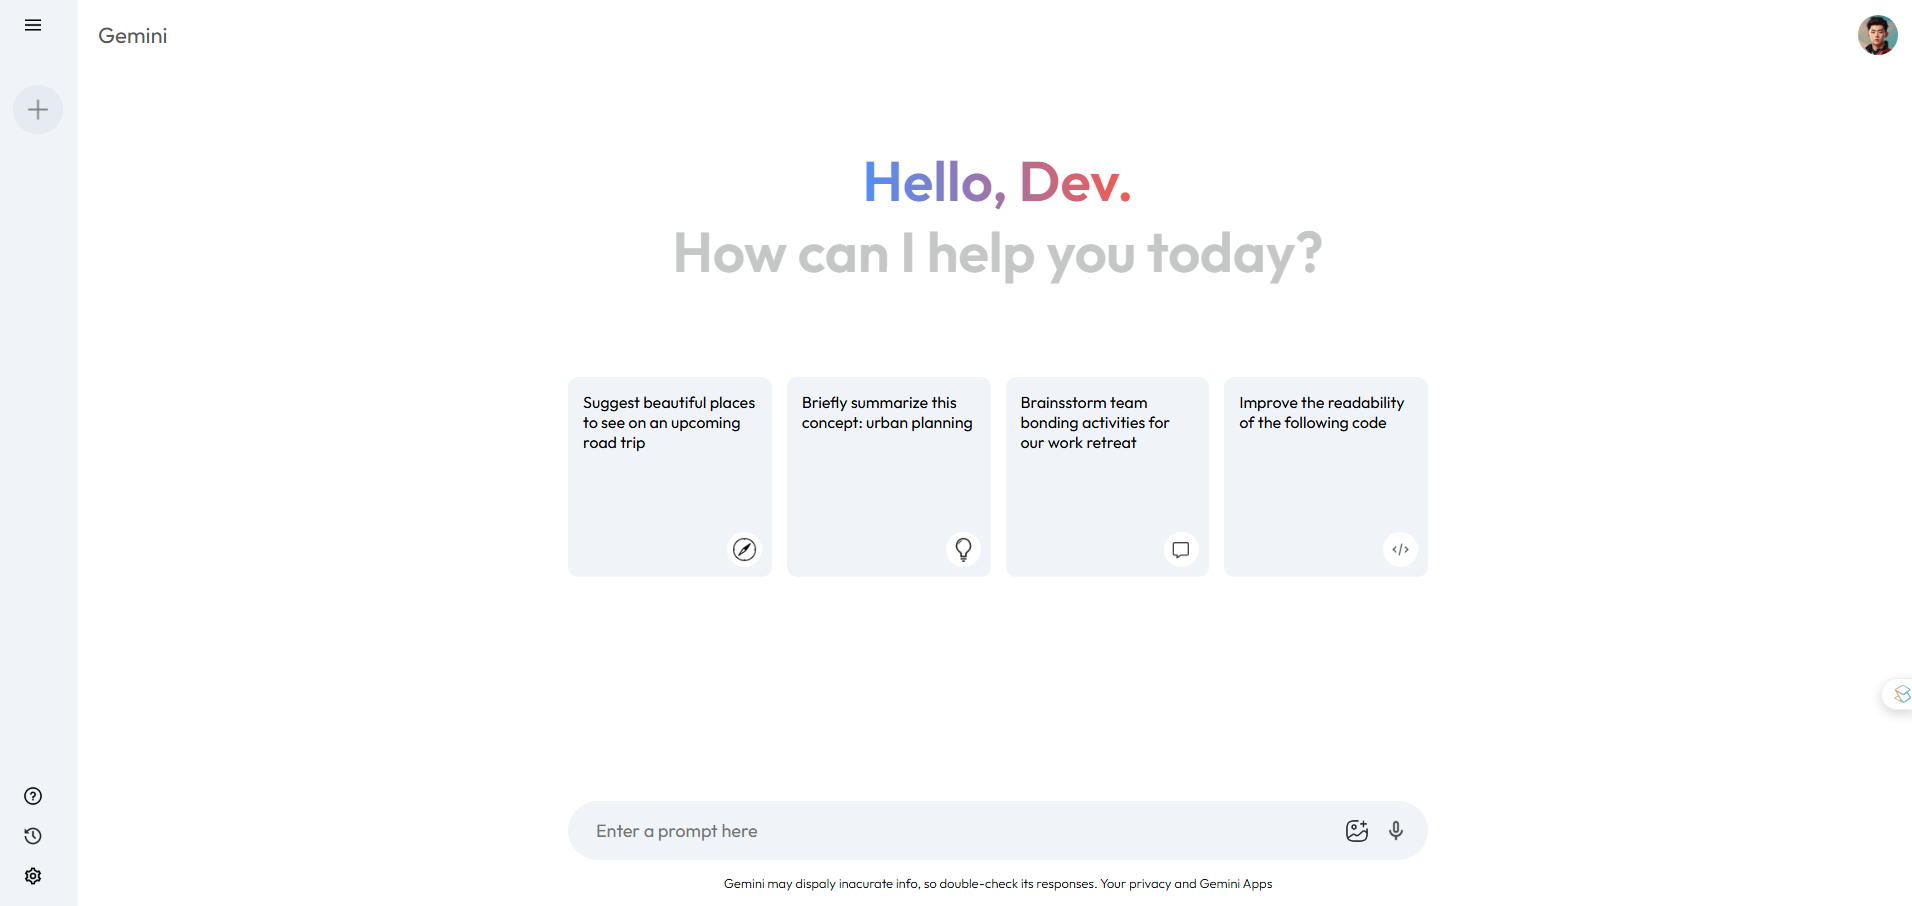 Gemini
Hello, Dev.
How can I help you today?
Suggest beautiful places
to see on an upcoming
road trip
Briefly summarize this
concept: urban planning
Brainsstorm team
bonding activities for
our work retreat
Improve the readability
of the following code
Enter a prompt here
Gemini may dispaly inacurate info, so double-check its responses. Your privacy and Gemini Apps